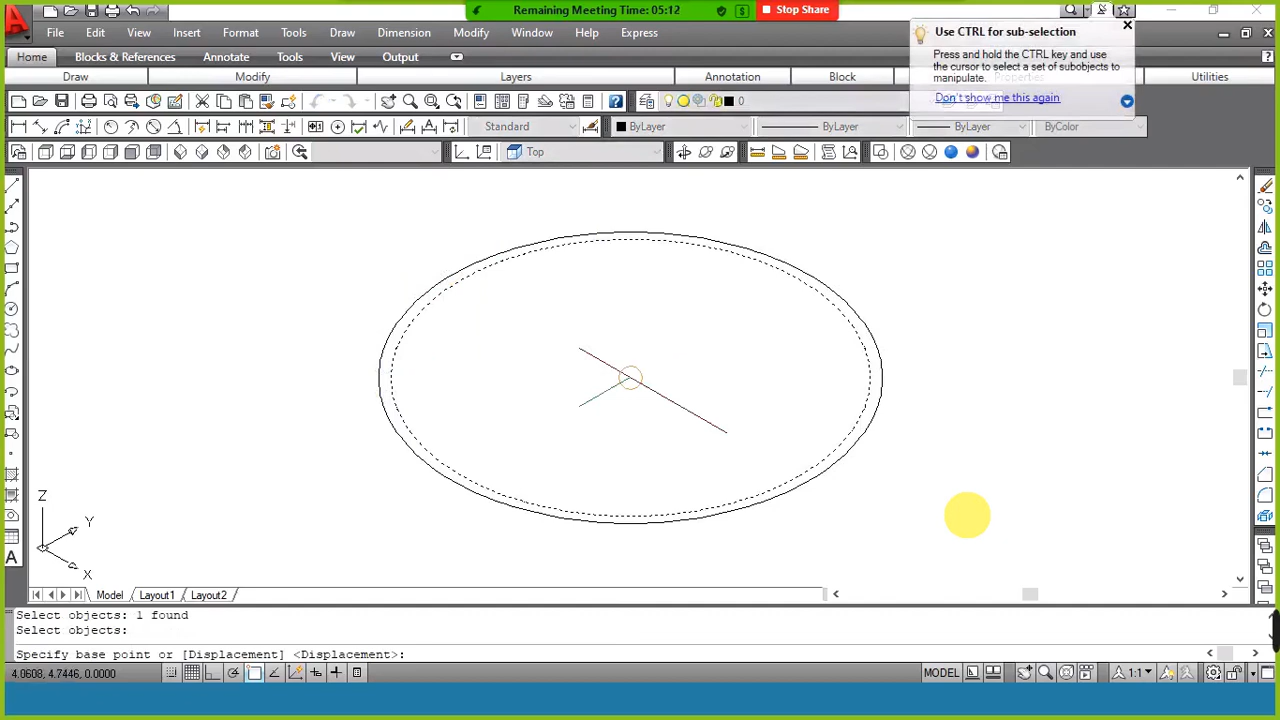 Remaining Meeting Time: 05:12
Stop Share
File Edit View Insert Format Tools Draw Dimension Modify Window Help Express
Use CTRL for sub-selection
Press and hold the CTRL key and use
the cursor to select a set of subobjects to
manipulate.
Don't show me this again
Home Blocks & References Annotate Tools View Output
Draw Modify Layers Annotation Block Properties Utilities
0
Standard ByLayer ByLayer ByLayer ByColor
Top
Z
Y
X
Model Layout1 Layout2
Select objects: 1 found
Select objects:
Specify base point or [Displacement] <Displacement>:
4.0608, 4.7446, 0.0000 MODEL 1:1